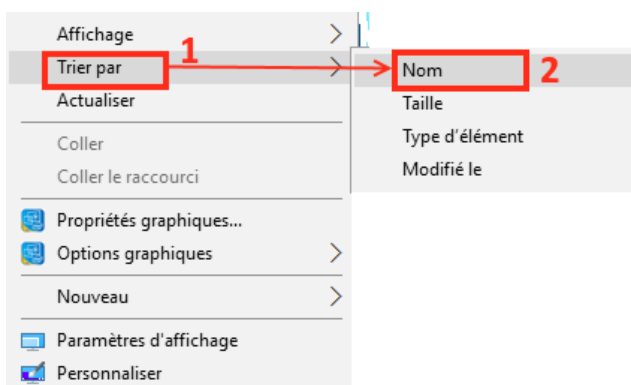 Affichage
1
Trier par
Nom
2
Actualiser
Taille
Type d'élément
Coller
Modifié le
Coller le raccourci
Propriétés graphiques...
Options graphiques
Nouveau
Paramètres d'affichage
Personnaliser